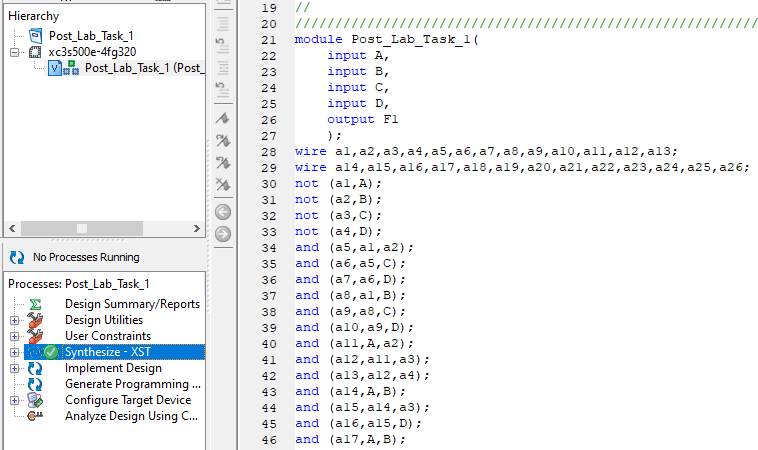 Hierarchy
Post_Lab_Task_1
xc3s500e-4fg320
V Post_Lab_Task_1 (Post_
No Processes Running
Processes: Post_Lab_Task_1
Design Summary/Reports
Design Utilities
User Constraints
Synthesize - XST
Implement Design
Generate Programming ...
Configure Target Device
Analyze Design Using C...
19 //
20 //////////////////////////////////////////////////////////
21 module Post_Lab_Task_1(
22 input A,
23 input B,
24 input C,
25 input D,
26 output F1
27 );
28 wire a1,a2,a3,a4,a5,a6,a7,a8,a9,a10,a11,a12,a13;
29 wire a14,a15,a16,a17,a18,a19,a20,a21,a22,a23,a24,a25,a26;
30 not (a1,A);
31 not (a2,B);
32 not (a3,C);
33 not (a4,D);
34 and (a5,a1,a2);
35 and (a6,a5,C);
36 and (a7,a6,D);
37 and (a8,a1,B);
38 and (a9,a8,C);
39 and (a10,a9,D);
40 and (a11,A,a2);
41 and (a12,a11,a3);
42 and (a13,a12,a4);
43 and (a14,A,B);
44 and (a15,a14,a3);
45 and (a16,a15,D);
46 and (a17,A,B);